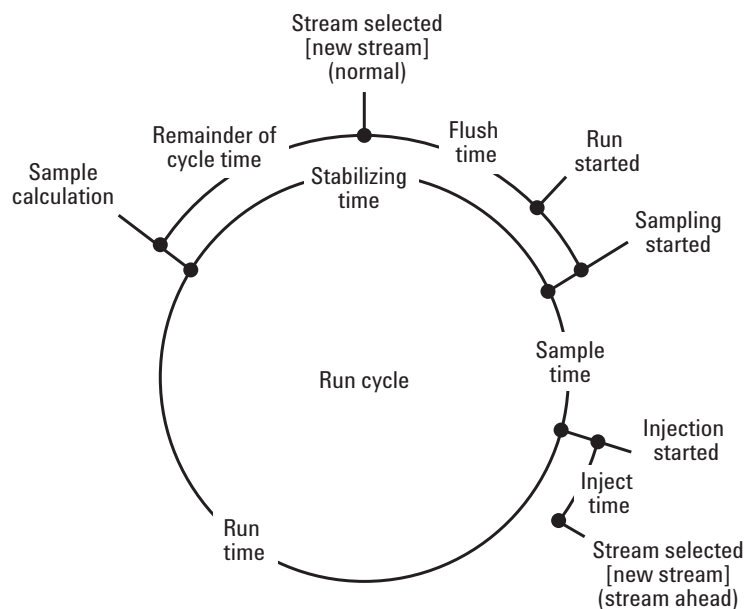 Stream selected
[new stream]
(normal)
Remainder of
cycle time
Flush
time
Run
started
Sample
calculation
Stabilizing
time
Sampling
started
Sample
time
Run cycle
Injection
started
Inject
time
Run
time
Stream selected
[new stream]
(stream ahead)